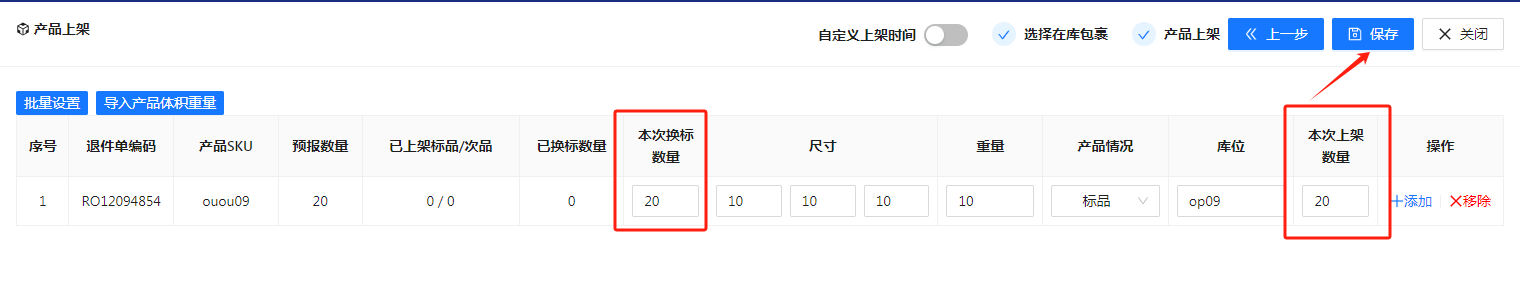 产品上架
自定义上架时间 选择在库包裹 产品上架 上一步 保存 关闭
批量设置 导入产品体积重量
序号 退件单编码 产品SKU 预报数量 已上架标品/次品 已换标数量 本次换标数量 尺寸 重量 产品情况 库位 本次上架数量 操作
1 RO12094854 ouou09 20 0 / 0 0 20 10 10 10 10 标品 op09 20 添加 移除